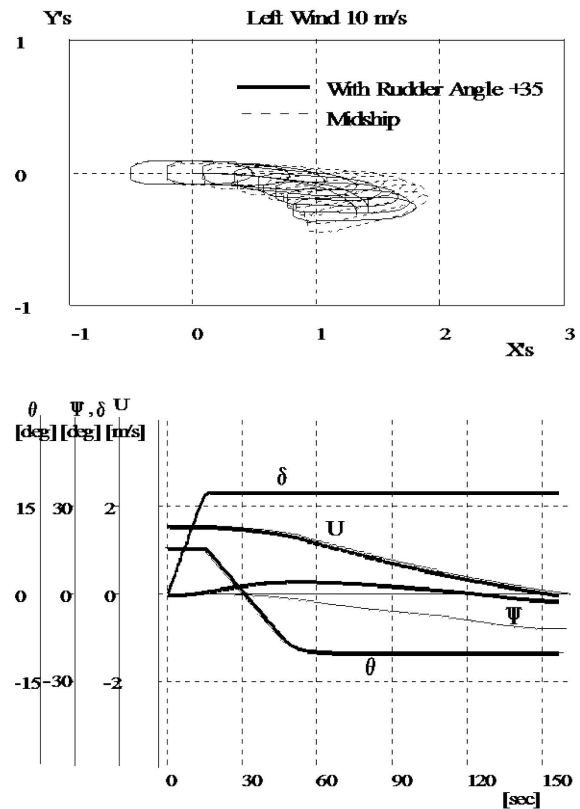 Y's Left Wind 10 m/s
1
With Rudder Angle +35
Midship
0
-1
-1 0 1 2 3
X's
θ Ψ , δ U
[deg] [deg] [m/s]
δ
15 30 2
U
0 0 0
Ψ
θ
-15 -30 -2
0 30 60 90 120 150
[sec]